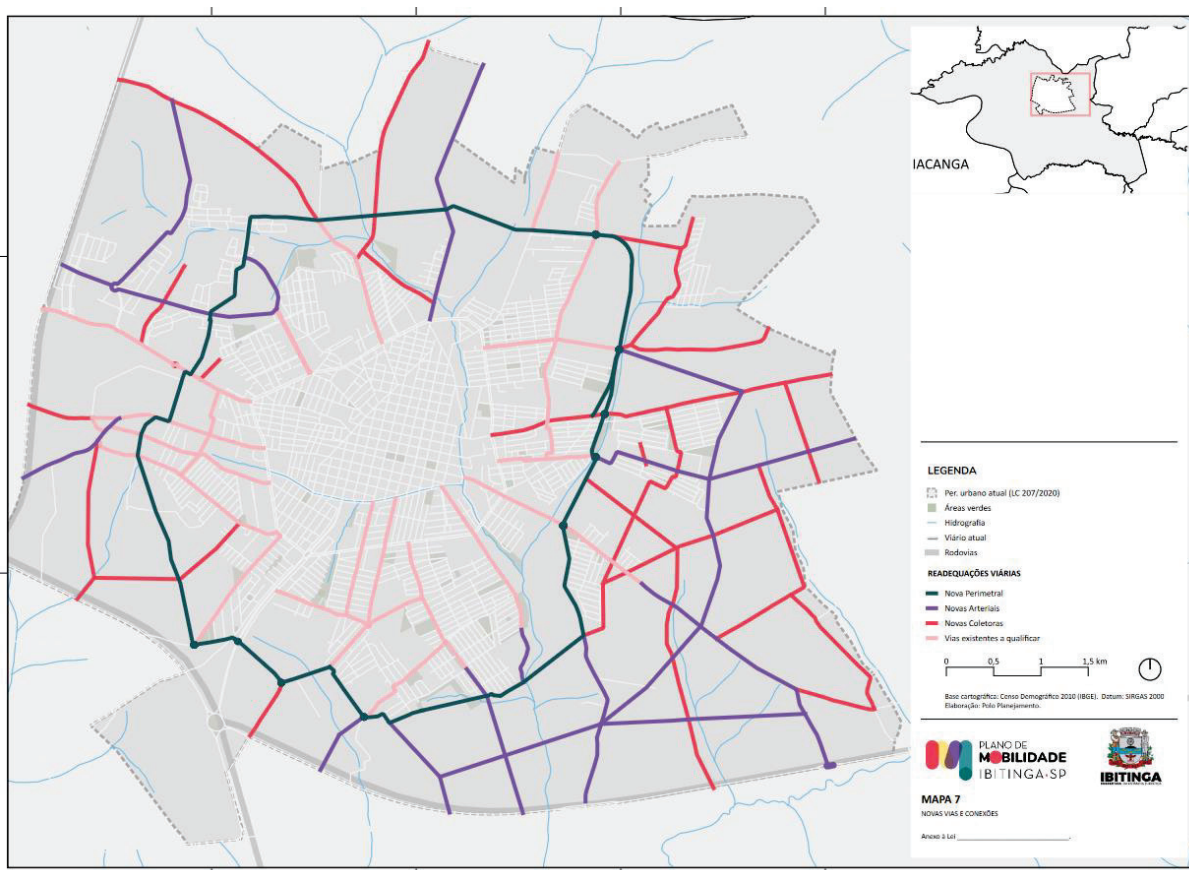 IACANGA
LEGENDA
Per. urbano atual (LC 207/2020)
Áreas verdes
Hidrografia
Viário atual
Rodovias
READEQUAÇÕES VIÁRIAS
Nova Perimetral
Novas Arteriais
Novas Coletoras
Vias existentes a qualificar
0 0,5 1 1,5 km
Base cartográfica: Censo Demográfico 2010 (IBGE). Datum: SIRGAS 2000
Elaboração: Polo Planejamento.
PLANO DE
MOBILIDADE
IBITINGA•SP
IBITINGA
MAPA 7
NOVAS VIAS E CONEXÕES
Anexo à Lei ______________________________.